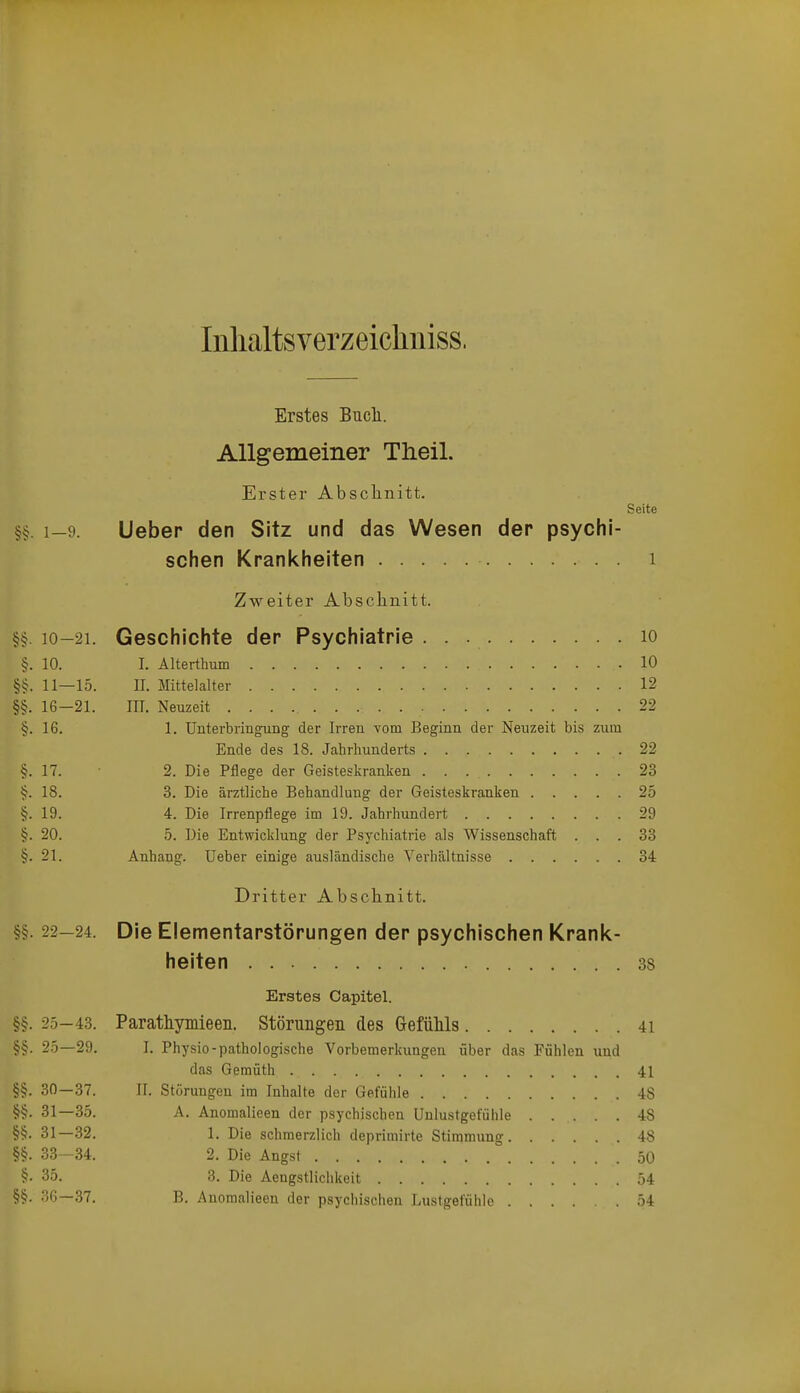 Inhaltsverzeichniss.
Erstes Buch.
Allgemeiner Theil.
Erster Abschnitt.
Seite
§§. 1—9. Ueber den Sitz und das Wesen der psychi-
schen Krankheiten . . . . . . . . . . . . . 1
Zweiter Abschnitt.
§§. 10—21. Geschichte der Psychiatrie . . . . . . . . . . 10
§. 10. I. Alterthum . . . . . . . . . . . . . . . . . . 10
§§. 11—15. II. Mittelalter . . . . . . . . . . . . . . . . . . 12
§§. 16—21. III. Neuzeit . . . . . . . . . . . . . . . . . . . 22
§. 16. 1. Unterbringung der Irren vom Beginn der Neuzeit bis zum
Ende des 18. Jahrhunderts . . . . . . . . . . 22
§. 17. 2. Die Pflege der Geisteskranken . . . . . . . . . . 23
§. 18. 3. Die ärztliche Behandlung der Geisteskranken . . . . . 25
§. 19. 4. Die Irrenpflege im 19. Jahrhundert . . . . . . . . 29
§. 20. 5. Die Entwicklung der Psychiatrie als Wissenschaft . . . 33
§. 21. Anhang. Ueber einige ausländische Verhältnisse . . . . . . 34
Dritter Abschnitt.
§§. 22—24. Die Elementarstörungen der psychischen Krank-
heiten . . . . . . . . . . . . . . . . . . 38
Erstes Capitel.
§§. 25—43. Parathymieen. Störungen des Gefühls . . . . . . . . 41
§§. 25—29. I. Physio-pathologische Vorbemerkungen über das Fühlen und
das Gemüth . . . . . . . . . . . . . . . . 41
§§. 30—37. II. Störungen im Inhalte der Gefühle . . . . . . . . . . 48
§§. 31—35. A. Anomalieen der psychischen Unlustgefühle . . . . . 48
§§. 31—32. 1. Die schmerzlich deprimirte Stimmung . . . . . . 48
§§. 33—34. 2. Die Angst . . . . . . . . . . . . . . . 50
§. 35. 3. Die Aengstlichkeit . . . . . . . . . . . . 54
§§. 36—37. B. Anomalieen der psychischen Lustgefühle . . . . . . 54